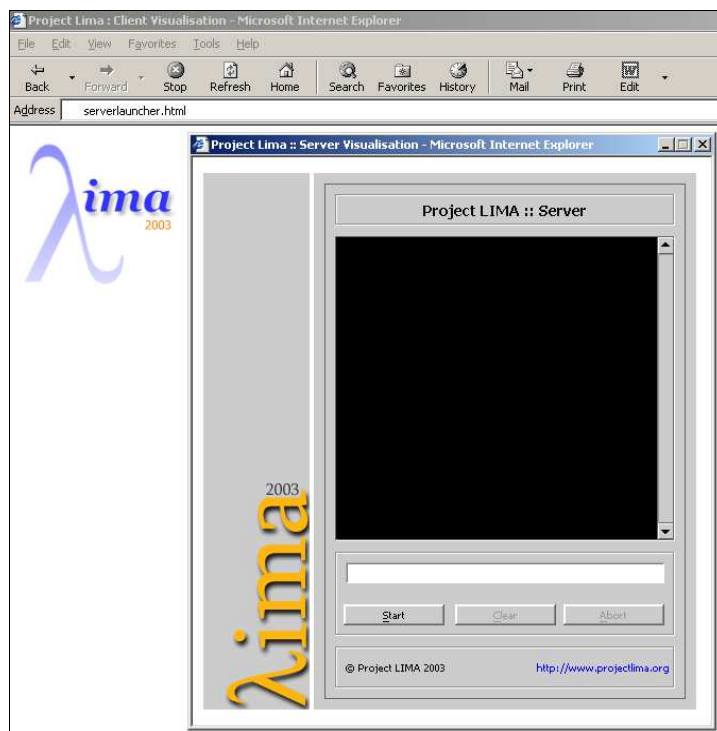 Project Lima : Client Visualisation - Microsoft Internet Explorer
File Edit View Favorites Tools Help
Back Forward Stop Refresh Home Search Favorites History Mail Print Edit
Address serverlauncher.html
λima
2003
Project Lima :: Server Visualisation - Microsoft Internet Explorer
Project LIMA :: Server
2003
λima
Start Clear Abort
© Project LIMA 2003 http://www.projectlima.org